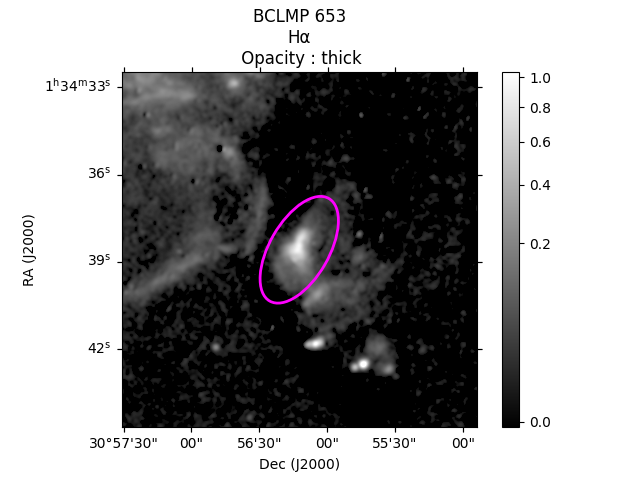 BCLMP 653
Hα
Opacity : thick
1h34m33s
36s
39s
42s
RA (J2000)
30°57'30"
00"
56'30"
00"
55'30"
00"
Dec (J2000)
1.0
0.8
0.6
0.4
0.2
0.0